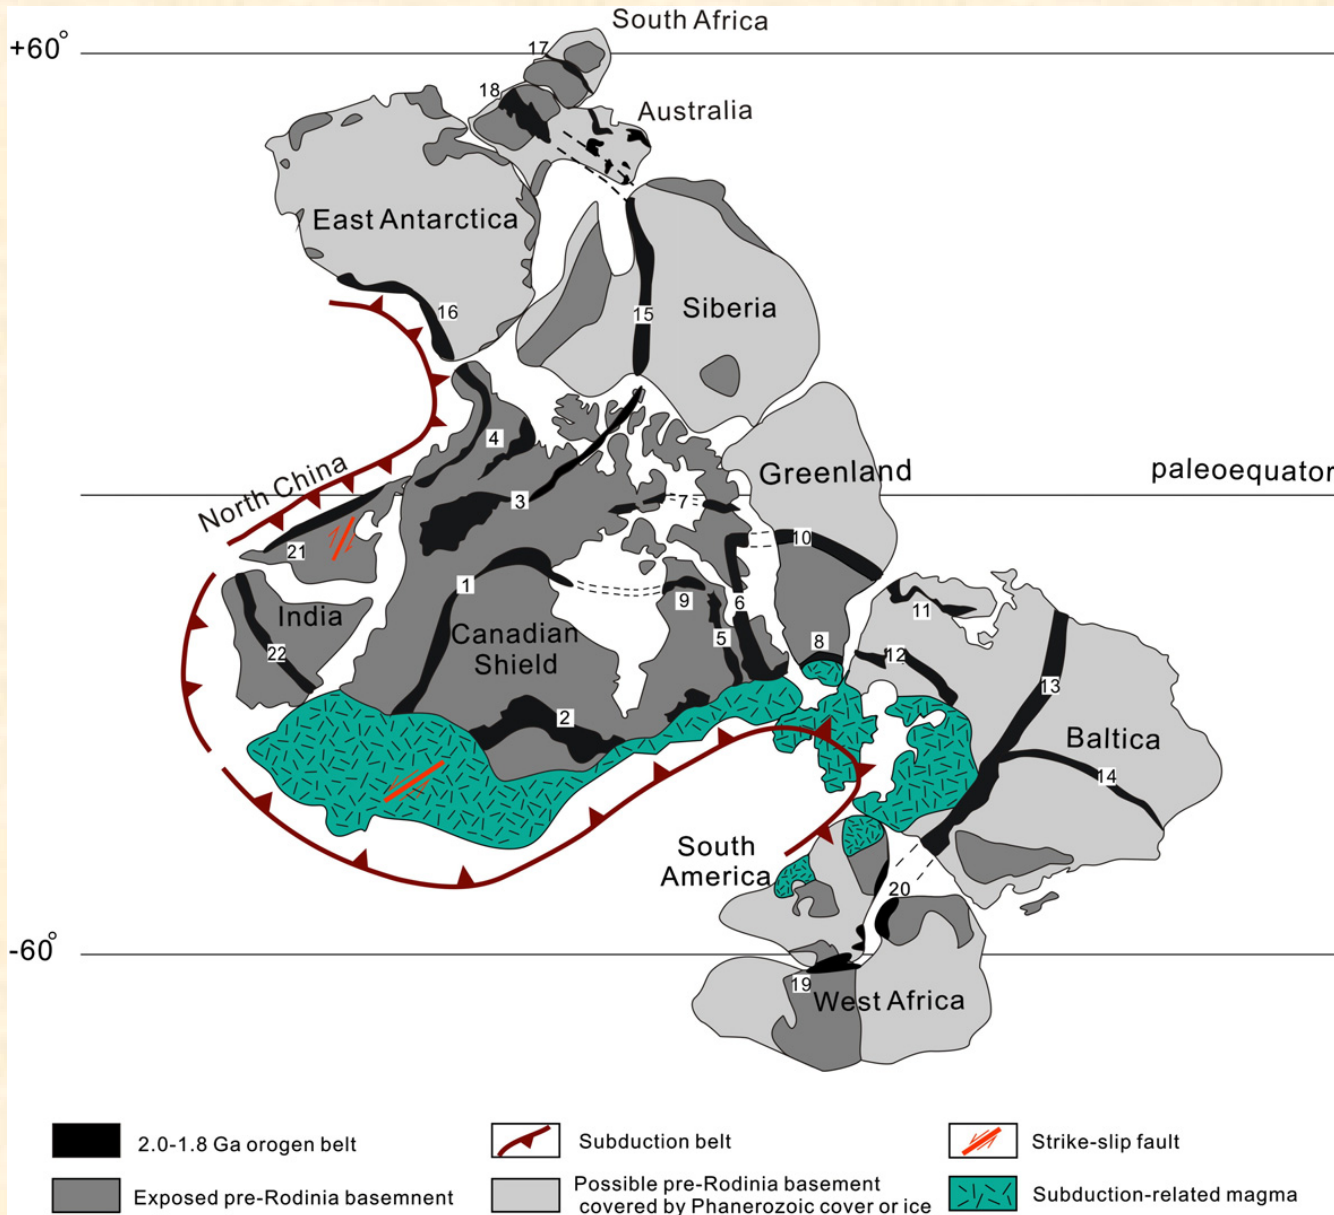 South Africa
+60°
17
18
Australia
East Antarctica
16
15
Siberia
4
Greenland
paleoequator
North China
3
7
21
10
1
9
6
11
India
Canadian
Shield
5
8
12
22
13
2
Baltica
14
South
America
20
-60°
19
West Africa
2.0-1.8 Ga orogen belt
Subduction belt
Strike-slip fault
Exposed pre-Rodinia basemnent
Possible pre-Rodinia basement
covered by Phanerozoic cover or ice
Subduction-related magma